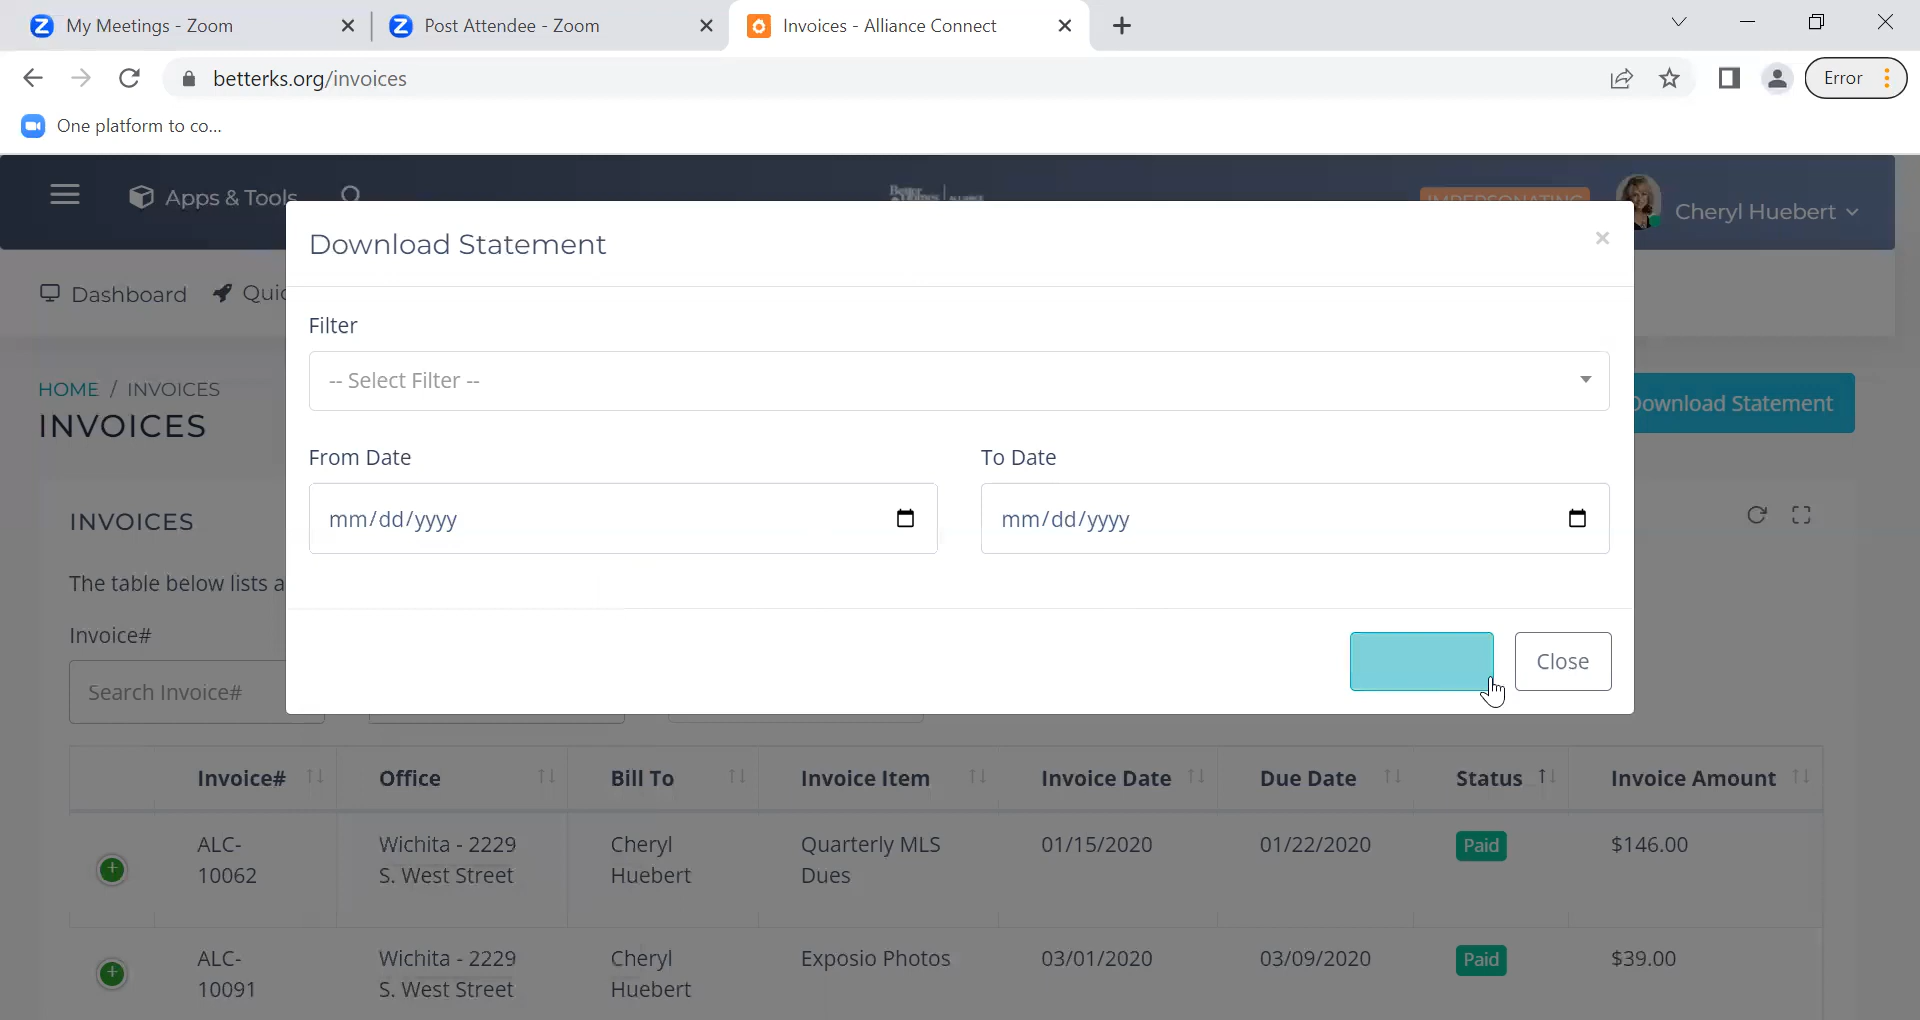 My Meetings - Zoom
Post Attendee - Zoom
Invoices - Alliance Connect
betterks.org/invoices
Error
One platform to co...
Apps & Tools
IMPERSONATING
Cheryl Huebert
Download Statement
Dashboard
Quic
Filter
-- Select Filter --
HOME / INVOICES
INVOICES
Download Statement
From Date
To Date
mm/dd/yyyy
mm/dd/yyyy
INVOICES
The table below lists a
Invoice#
Search Invoice#
Close
Invoice# Office Bill To Invoice Item Invoice Date Due Date Status Invoice Amount
ALC- Wichita - 2229 Cheryl Quarterly MLS 01/15/2020 01/22/2020 Paid $146.00
10062 S. West Street Huebert Dues
ALC- Wichita - 2229 Cheryl Exposio Photos 03/01/2020 03/09/2020 Paid $39.00
10091 S. West Street Huebert